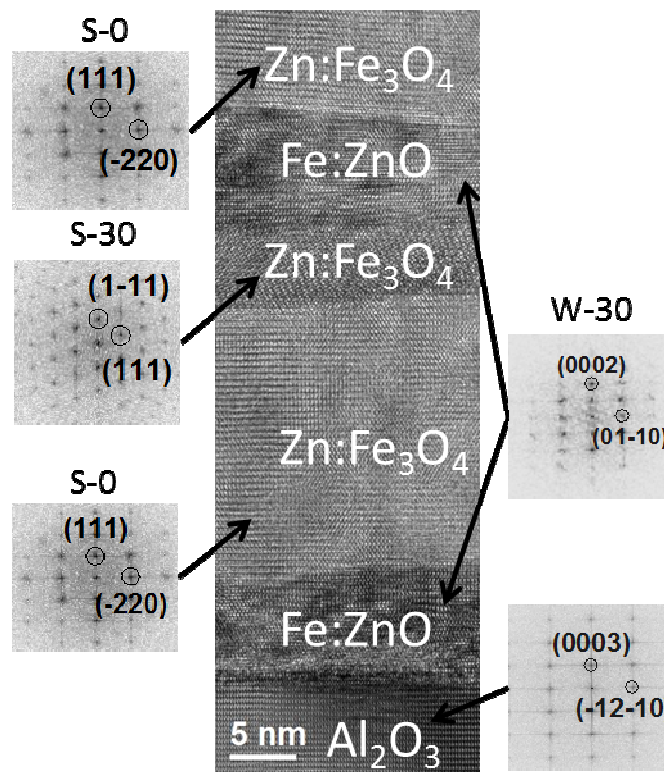 S-0
(111)
(-220)
S-30
(1-11)
(111)
S-0
(111)
(-220)
Zn:Fe₃O₄
Fe:ZnO
Zn:Fe₃O₄
Zn:Fe₃O₄
Fe:ZnO
Al₂O₃
5 nm
W-30
(0002)
(01-10)
(0003)
(-12-10)